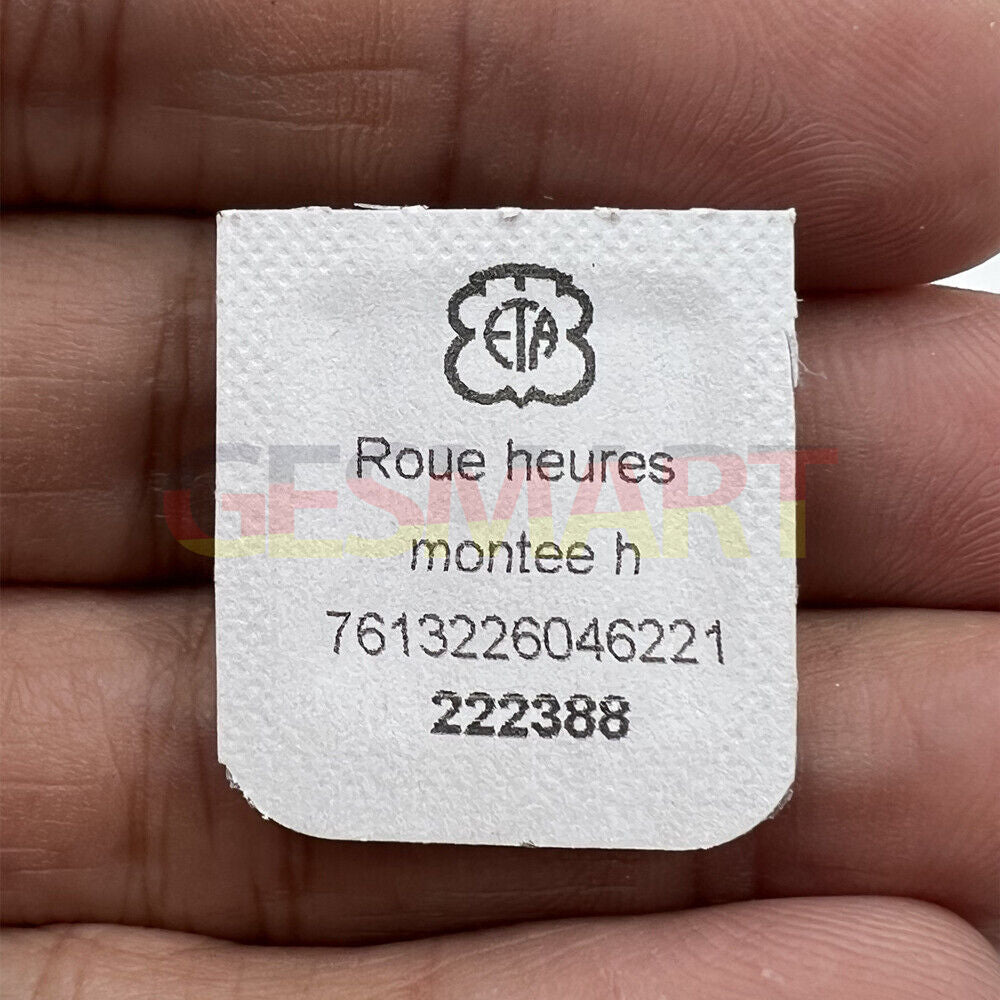 ETA
Roue heures
GESMART
montee h
7613226046221
222388